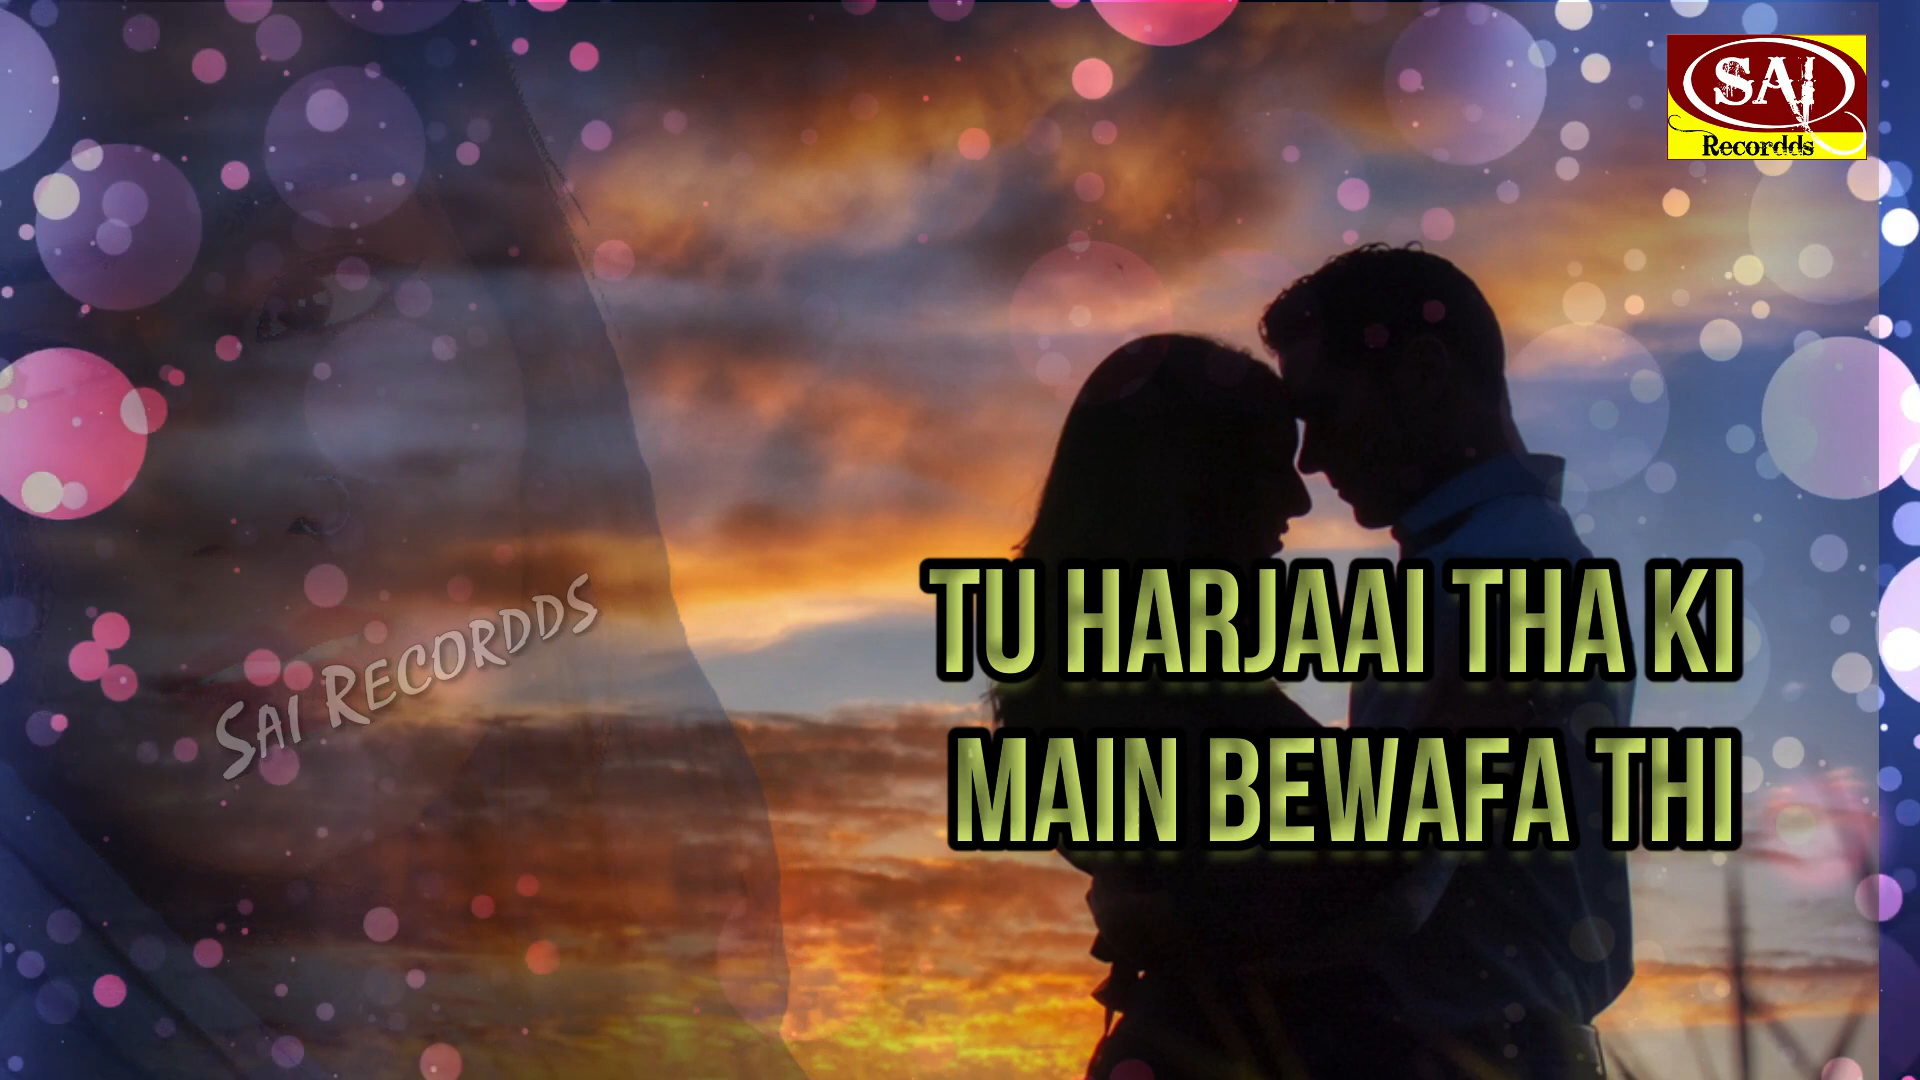 SAI
Recordds
TU HARJAAI THA KI
MAIN BEWAFA THI
SAI RECORDDS